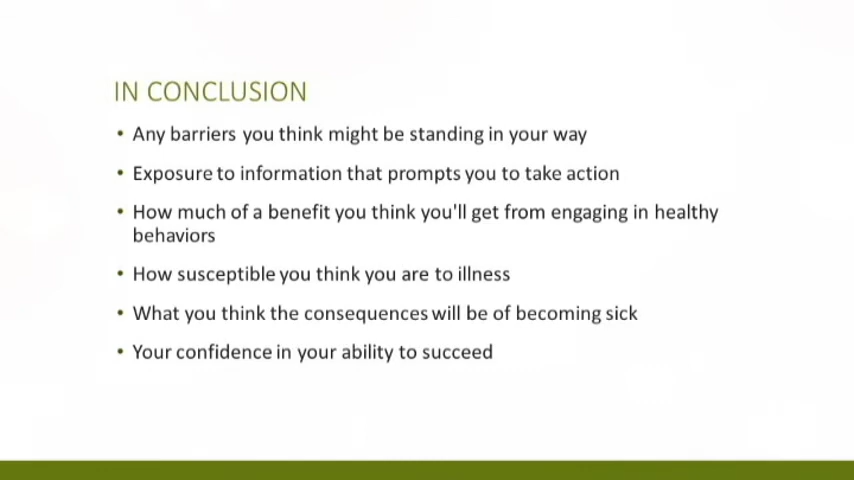 IN CONCLUSION
• Any barriers you think might be standing in your way
• Exposure to information that prompts you to take action
• How much of a benefit you think you'll get from engaging in healthy
behaviors
• How susceptible you think you are to illness
• What you think the consequences will be of becoming sick
• Your confidence in your ability to succeed